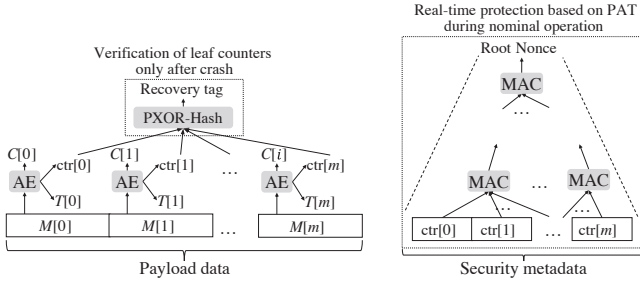 Verification of leaf counters
only after crash
Recovery tag
PXOR-Hash
C[0] ctr[0] C[1] ctr[1] ... C[i] ctr[m]
AE AE AE
T[0] T[1] T[m]
M[0] M[1] ... M[m]
Payload data
Real-time protection based on PAT
during nominal operation
Root Nonce
MAC
...
MAC ... MAC
... ...
ctr[0] ctr[1] ... ctr[m]
Security metadata